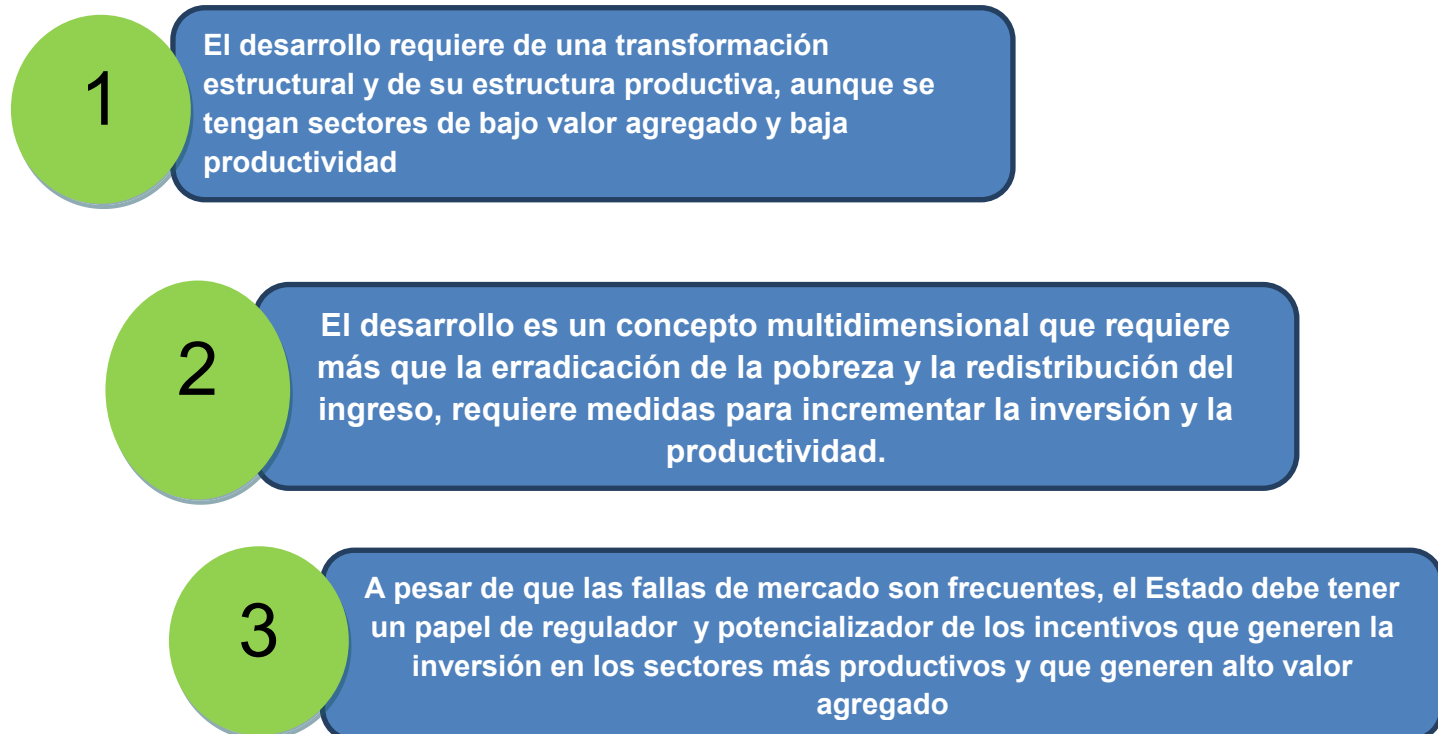 1
El desarrollo requiere de una transformación
estructural y de su estructura productiva, aunque se
tengan sectores de bajo valor agregado y baja
productividad
2
El desarrollo es un concepto multidimensional que requiere
más que la erradicación de la pobreza y la redistribución del
ingreso, requiere medidas para incrementar la inversión y la
productividad.
3
A pesar de que las fallas de mercado son frecuentes, el Estado debe tener
un papel de regulador  y potencializador de los incentivos que generen la
inversión en los sectores más productivos y que generen alto valor
agregado